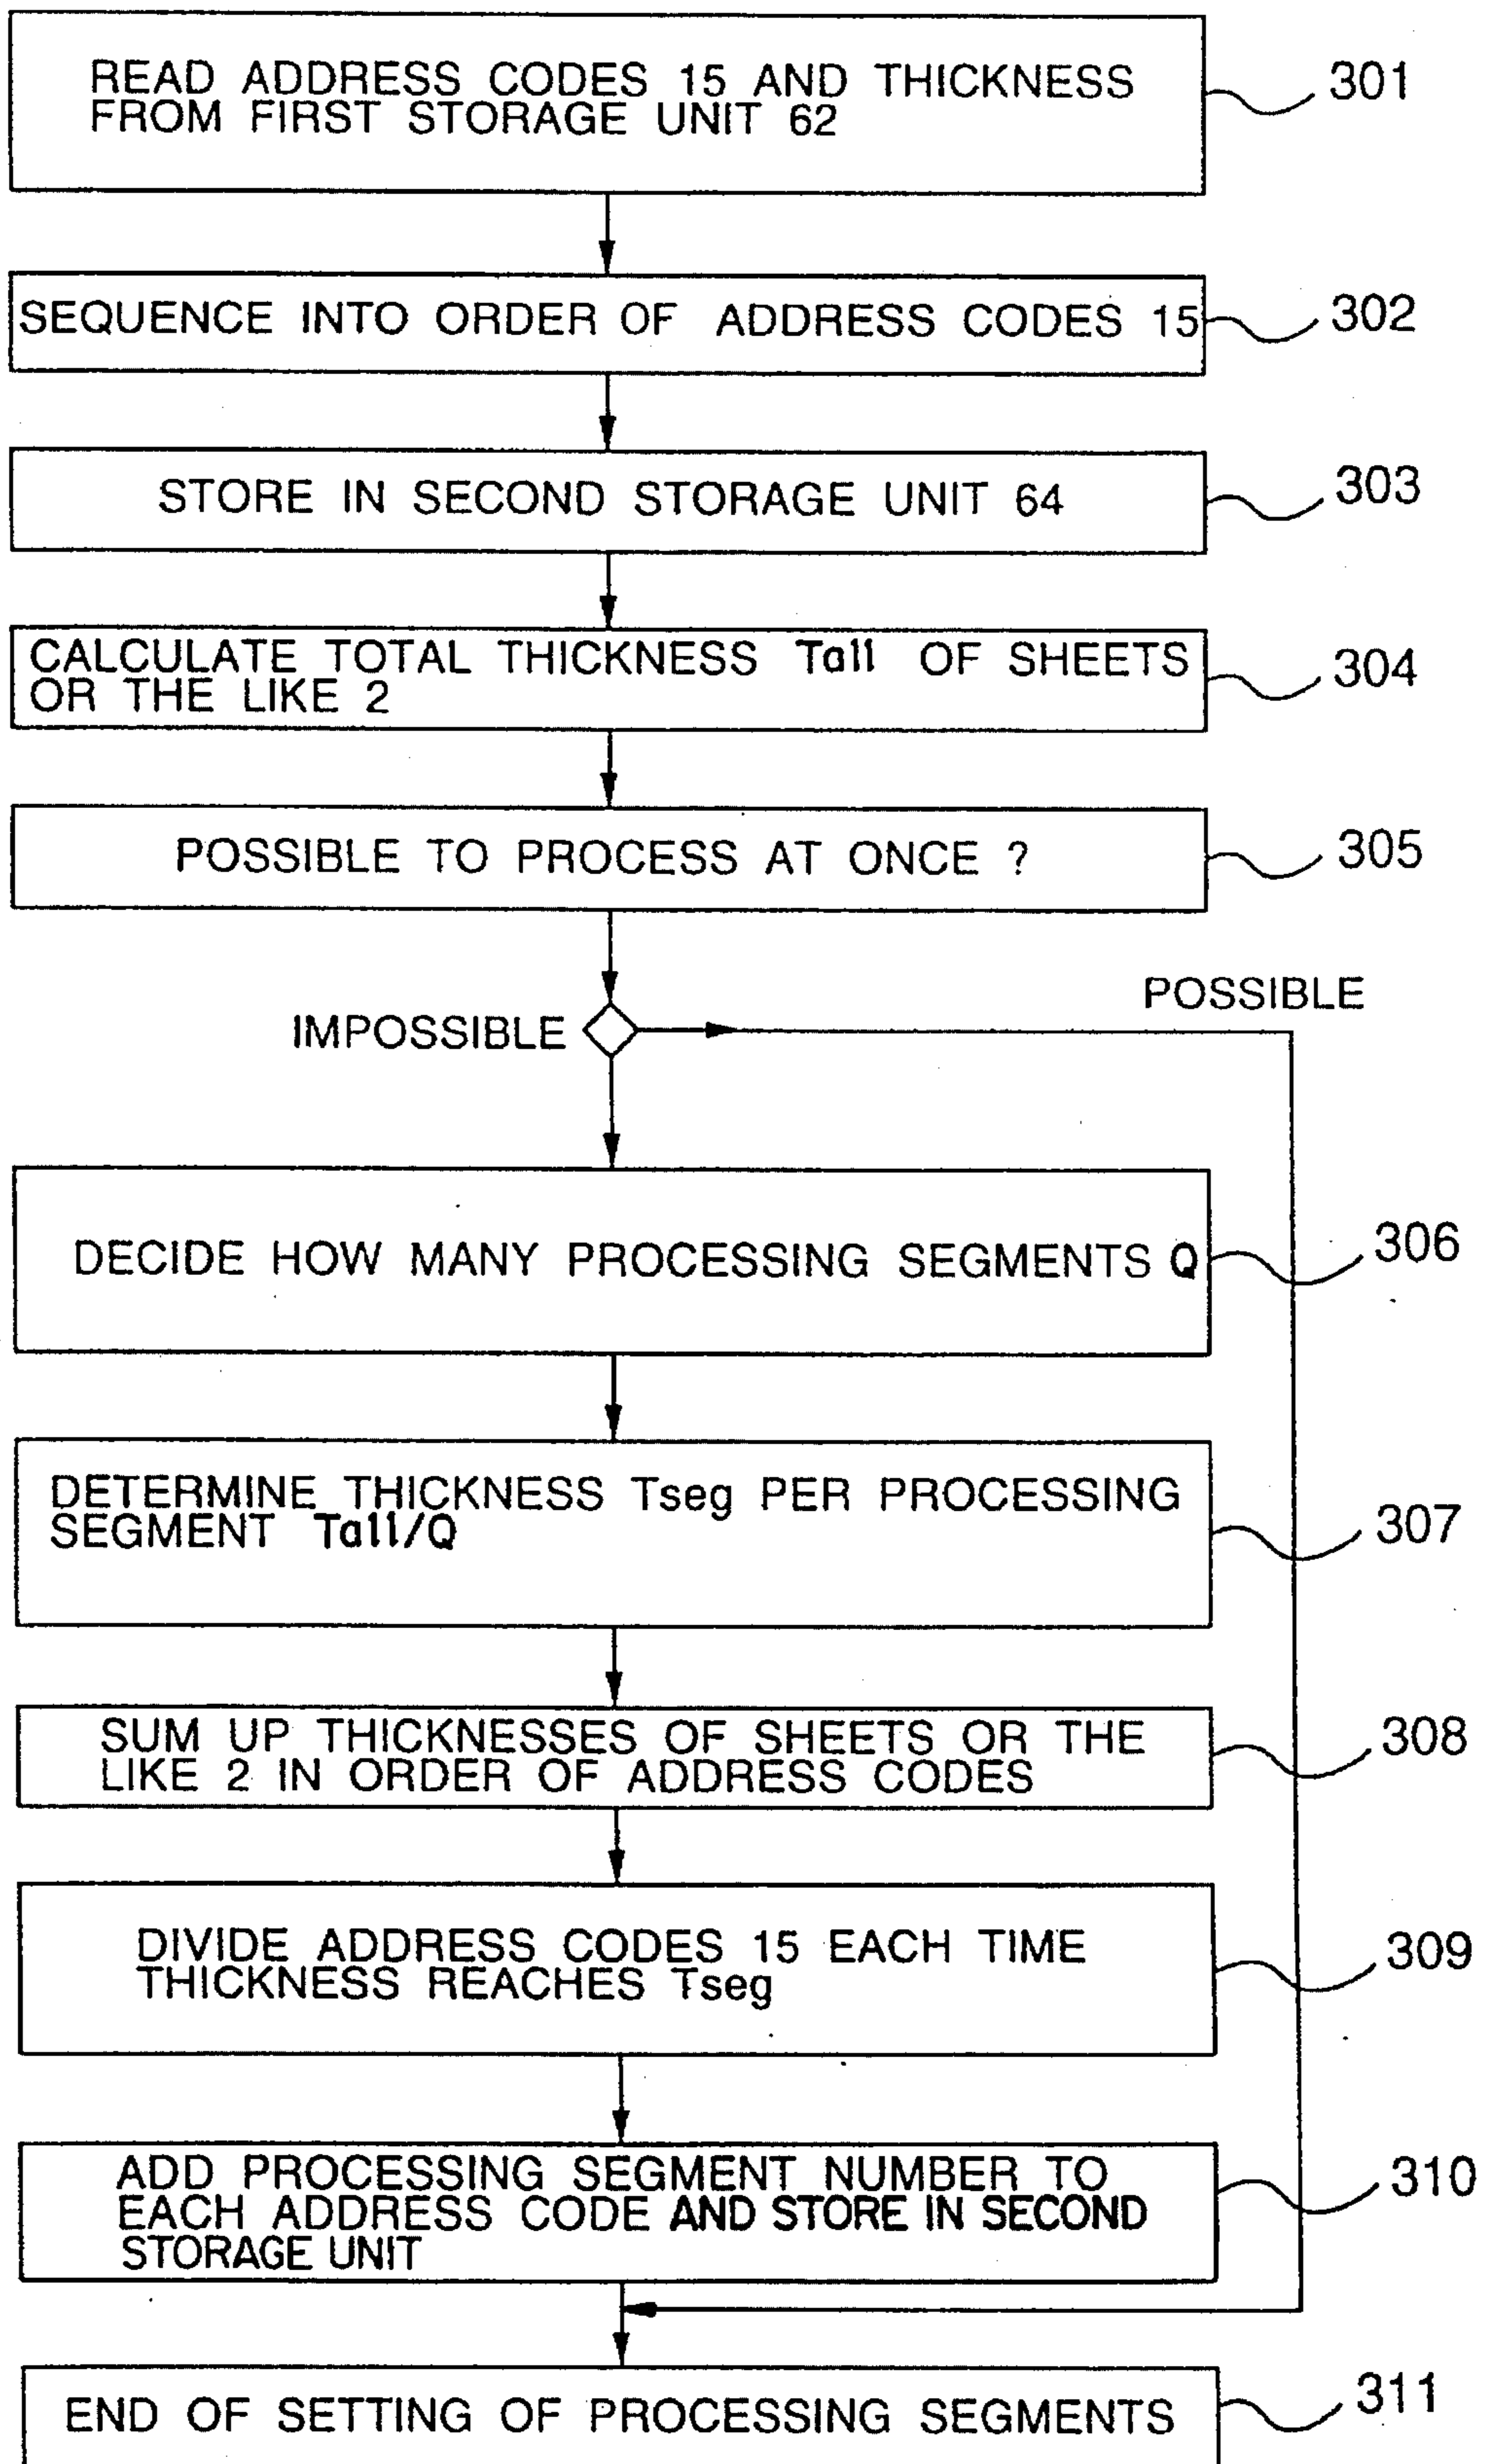 READ ADDRESS CODES 15 AND THICKNESS
FROM FIRST STORAGE UNIT 62
301
SEQUENCE INTO ORDER OF ADDRESS CODES 15
302
STORE IN SECOND STORAGE UNIT 64
303
CALCULATE TOTAL THICKNESS Tall OF SHEETS
OR THE LIKE 2
304
POSSIBLE TO PROCESS AT ONCE ?
305
POSSIBLE
IMPOSSIBLE
DECIDE HOW MANY PROCESSING SEGMENTS Q
306
DETERMINE THICKNESS Tseg PER PROCESSING
SEGMENT Tall/Q
307
SUM UP THICKNESSES OF SHEETS OR THE
LIKE 2 IN ORDER OF ADDRESS CODES
308
DIVIDE ADDRESS CODES 15 EACH TIME
THICKNESS REACHES Tseg
309
ADD PROCESSING SEGMENT NUMBER TO
EACH ADDRESS CODE AND STORE IN SECOND
STORAGE UNIT
310
END OF SETTING OF PROCESSING SEGMENTS
311